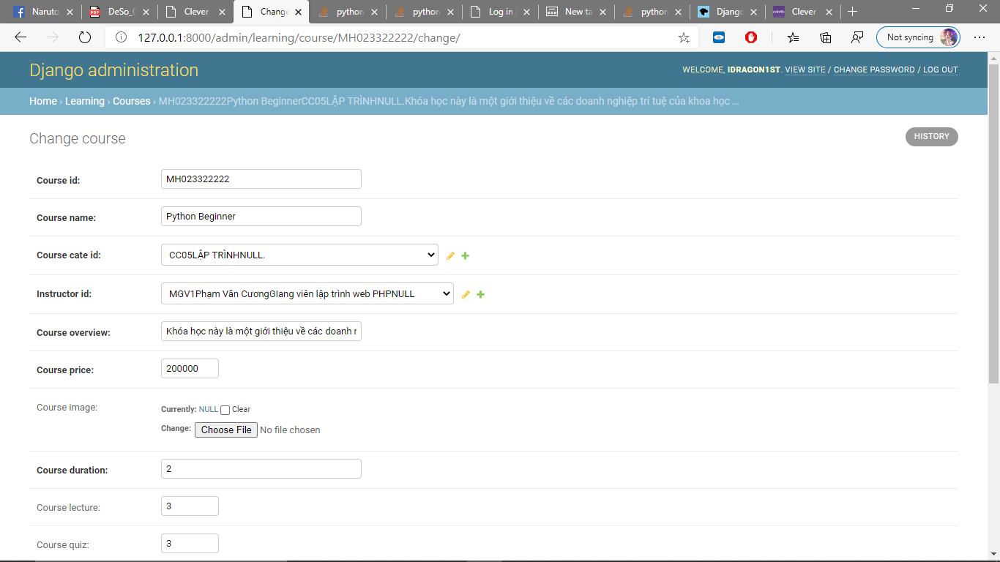 Naruto DeSo_ Clever Change python python Log in New ta python Django Clever
127.0.0.1:8000/admin/learning/course/MH023322222/change/ Not syncing
Django administration WELCOME, IDRAGON1ST. VIEW SITE / CHANGE PASSWORD / LOG OUT
Home › Learning › Courses › MH023322222Python BeginnerCC05LẬP TRÌNHNULL.Khóa học này là một giới thiệu về các doanh nghiệp trí tuệ của khoa học …
Change course HISTORY
Course id: MH023322222
Course name: Python Beginner
Course cate id: CC05LẬP TRÌNHNULL.
Instructor id: MGV1Phạm Văn CươngGIang viên lập trình web PHPNULL
Course overview: Khóa học này là một giới thiệu về các doanh
Course price: 200000
Course image: Currently: NULL Clear
Change: Choose File No file chosen
Course duration: 2
Course lecture: 3
Course quiz: 3